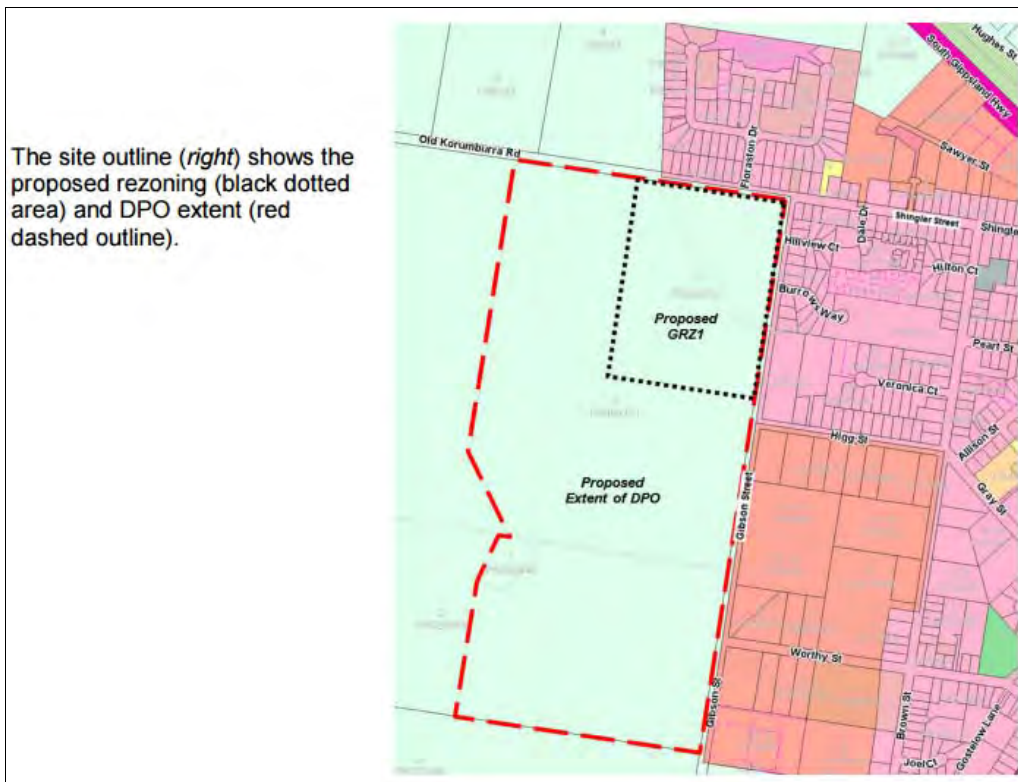 The site outline (right) shows the
proposed rezoning (black dotted
area) and DPO extent (red
dashed outline).
Hughes St
South Gippsland Hwy
Old Korumburra Rd
Floraston Dr
Sawyer St
Dale Dr
Shingler Street
Shingler
Hillview Ct
Hilton Ct
Burrows Way
Proposed
GRZ1
Pearl St
Veronica Ct
Allison St
Higg St
Gray St
Proposed
Extent of DPO
Gibson Street
Worthy St
Gibson St
Brown St
Gostelow Lane
Joel Ct